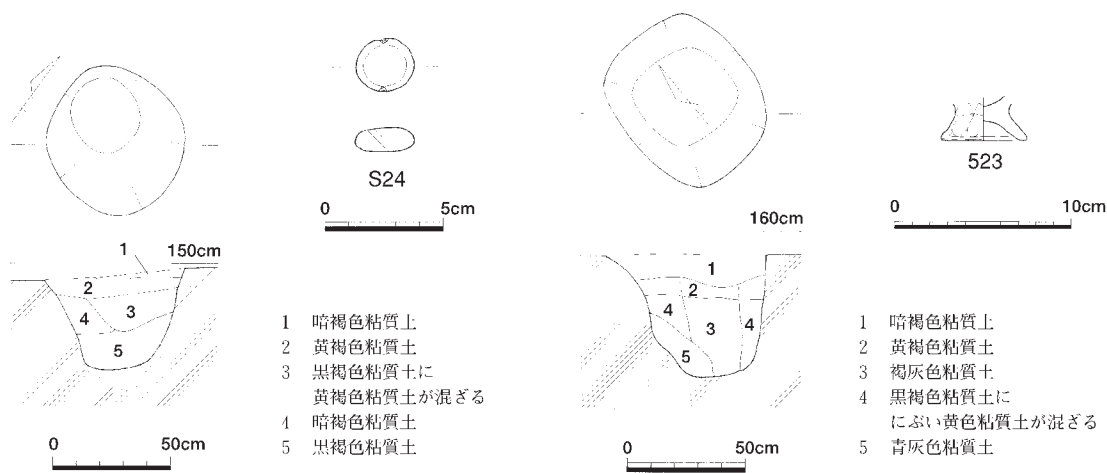 S24
0 5cm
1 150cm
2
3
4
5
0 50cm
1 暗褐色粘質土
2 黄褐色粘質土
3 黒褐色粘質土に
黄褐色粘質土が混ざる
4 暗褐色粘質土
5 黒褐色粘質土
523
0 10cm
160cm
1
2
4 3 4
5
0 50cm
1 暗褐色粘質土
2 黄褐色粘質土
3 褐灰色粘質土
4 黒褐色粘質土に
にぶい黄色粘質土が混ざる
5 青灰色粘質土